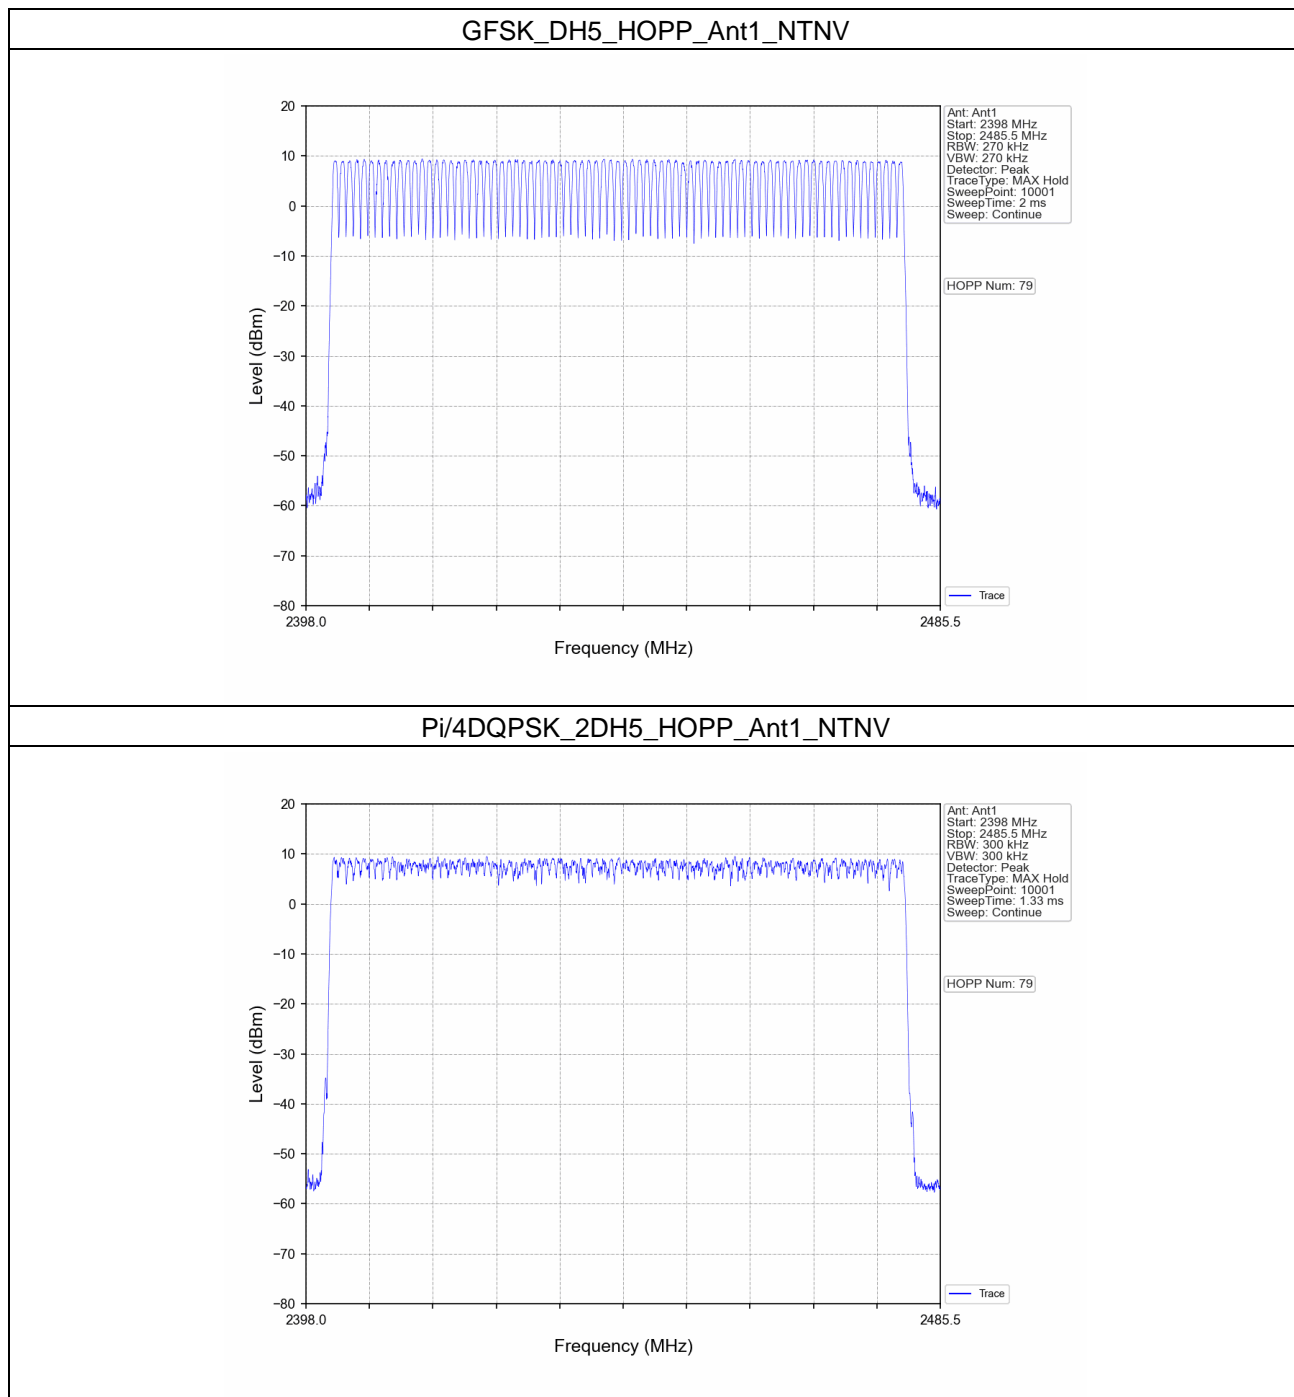 GFSK_DH5_HOPP_Ant1_NTNV
20
10
0
−10
−20
−30
−40
−50
−60
−70
−80
Level (dBm)
2398.0
2485.5
Frequency (MHz)
Ant: Ant1
Start: 2398 MHz
Stop: 2485.5 MHz
RBW: 270 kHz
VBW: 270 kHz
Detector: Peak
TraceType: MAX Hold
SweepPoint: 10001
SweepTime: 2 ms
Sweep: Continue
HOPP Num: 79
Trace
Pi/4DQPSK_2DH5_HOPP_Ant1_NTNV
20
10
0
−10
−20
−30
−40
−50
−60
−70
−80
Level (dBm)
2398.0
2485.5
Frequency (MHz)
Ant: Ant1
Start: 2398 MHz
Stop: 2485.5 MHz
RBW: 300 kHz
VBW: 300 kHz
Detector: Peak
TraceType: MAX Hold
SweepPoint: 10001
SweepTime: 1.33 ms
Sweep: Continue
HOPP Num: 79
Trace